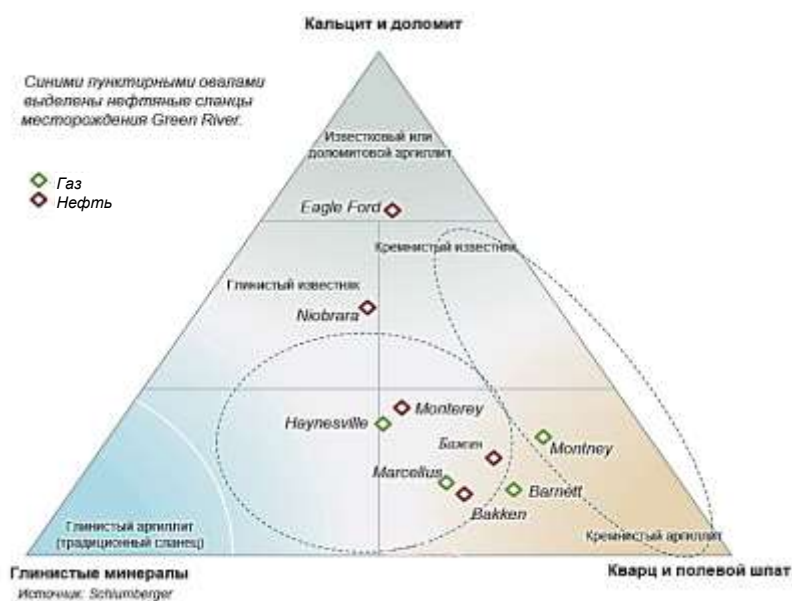 Кальцит и доломит
Синими пунктирными овалами
выделены нефтяные сланцы
месторождения Green River.
Газ
Нефть
Известковый или
доломитовой аргиллит
Eagle Ford
Кремнистый известняк
Глинистый известняк
Niobrara
Monterey
Haynesville
Бажен
Montney
Marcellus
Barnett
Bakken
Глинистый аргиллит
(традиционный сланец)
Кремнистый аргиллит
Глинистые минералы
Кварц и полевой шпат
Источник: Schlumberger